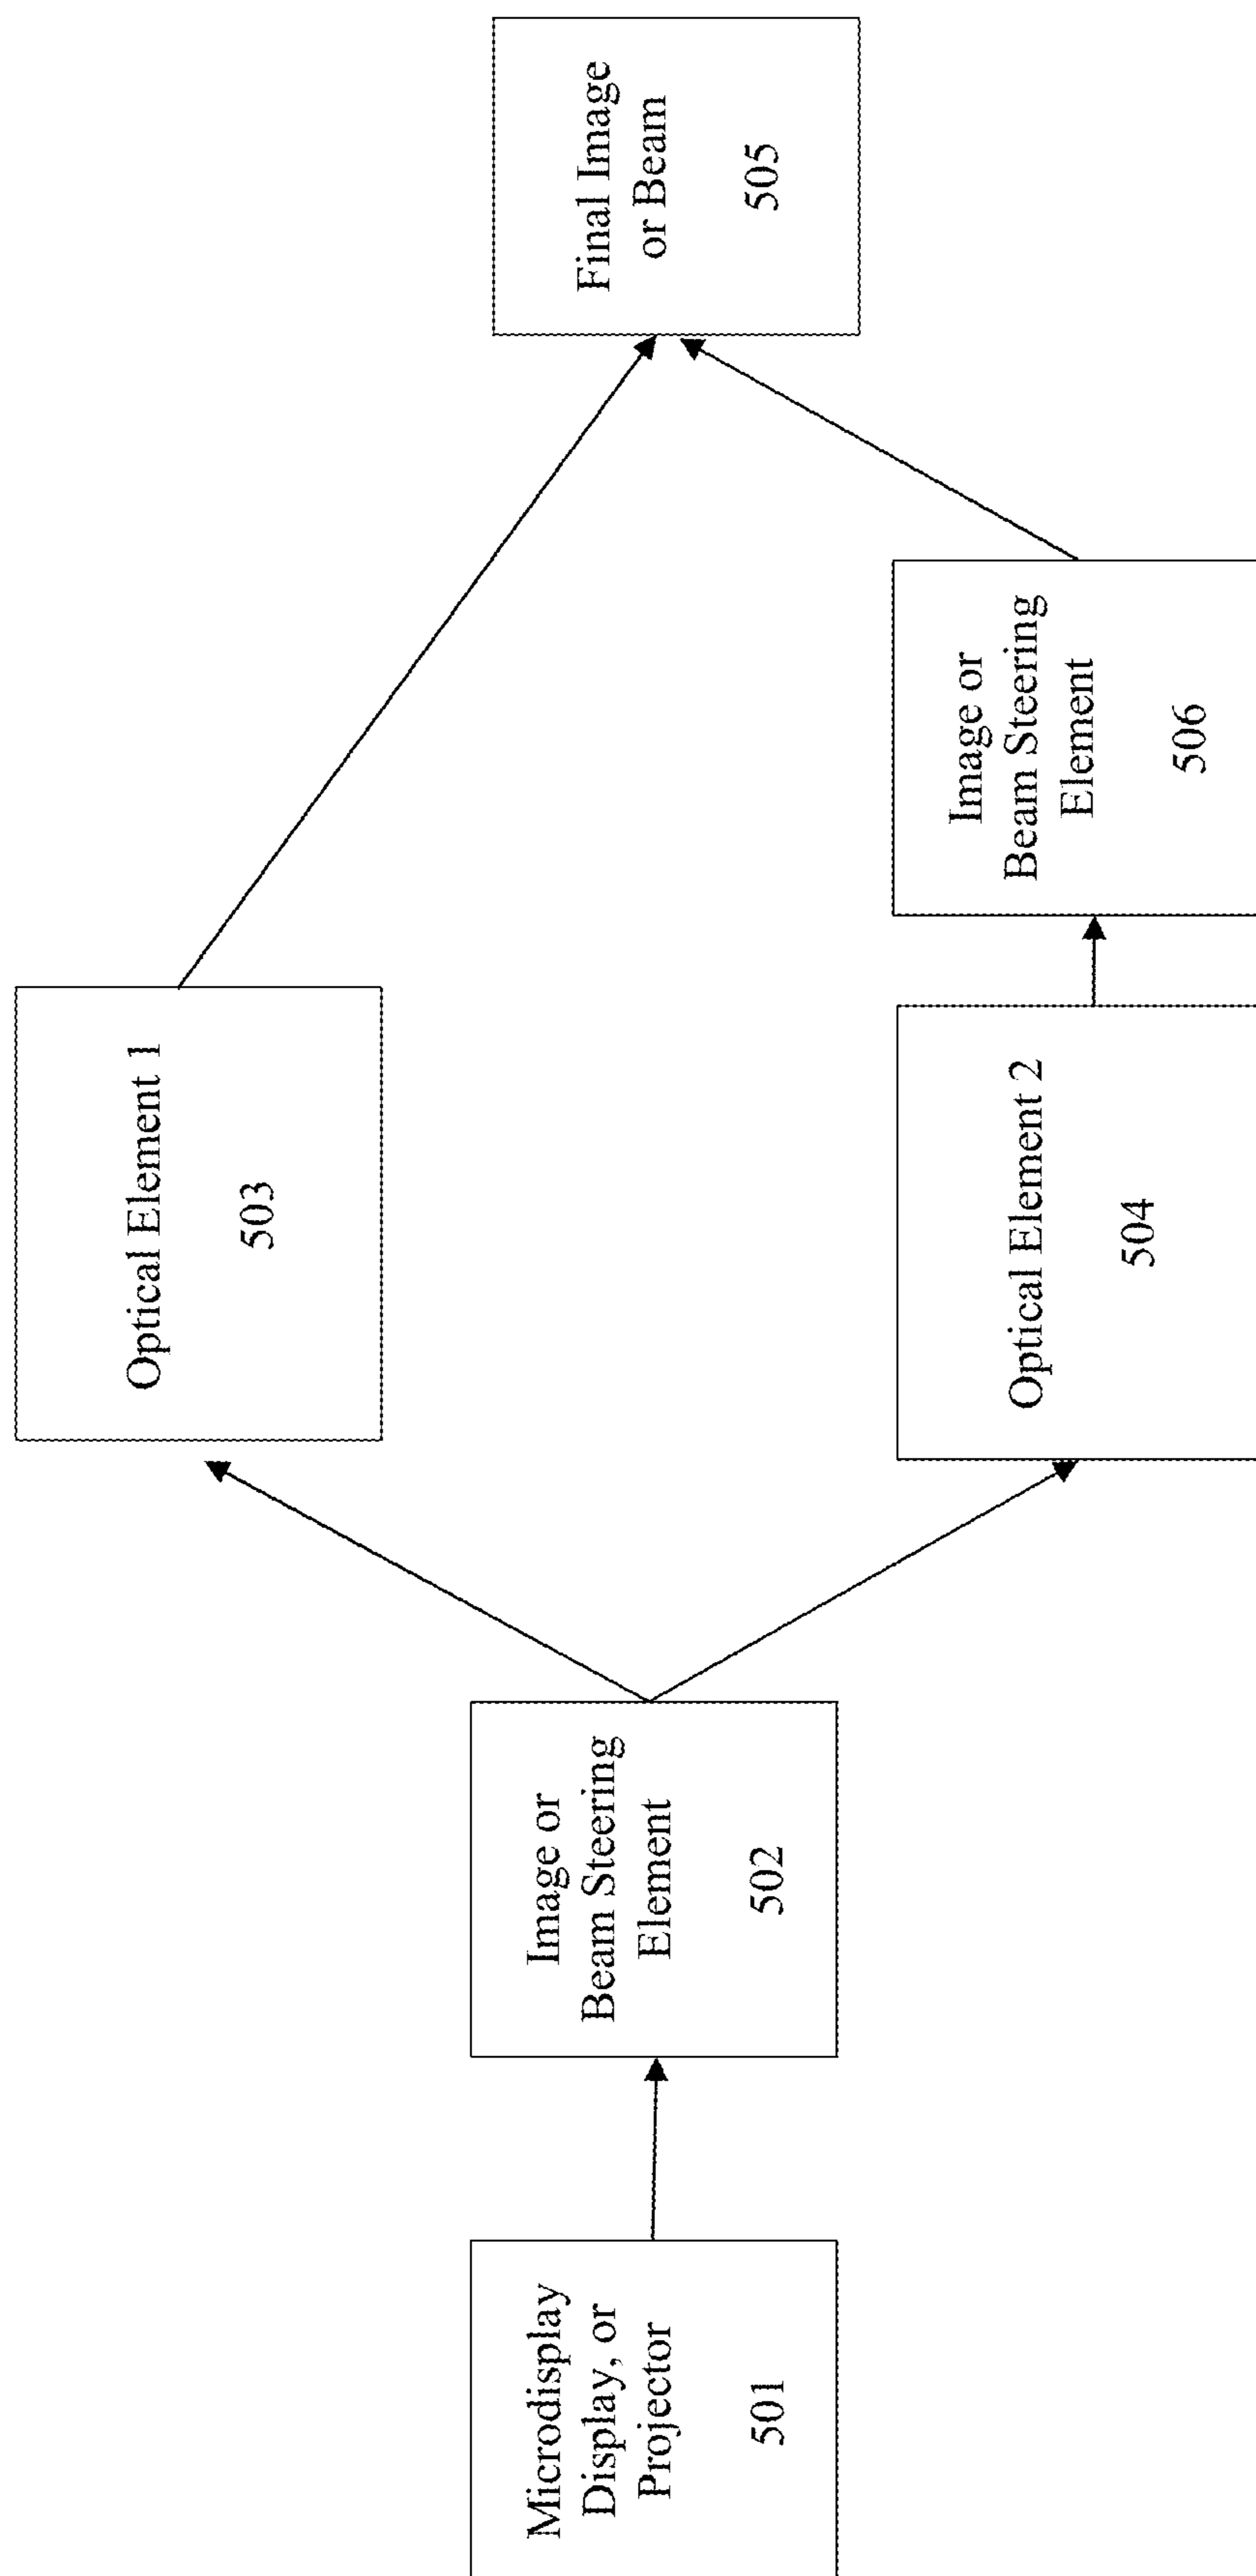 Microdisplay
Display, or
Projector
501
Image or
Beam Steering
Element
502
Optical Element 1
503
Optical Element 2
504
Image or
Beam Steering
Element
506
Final Image
or Beam
505